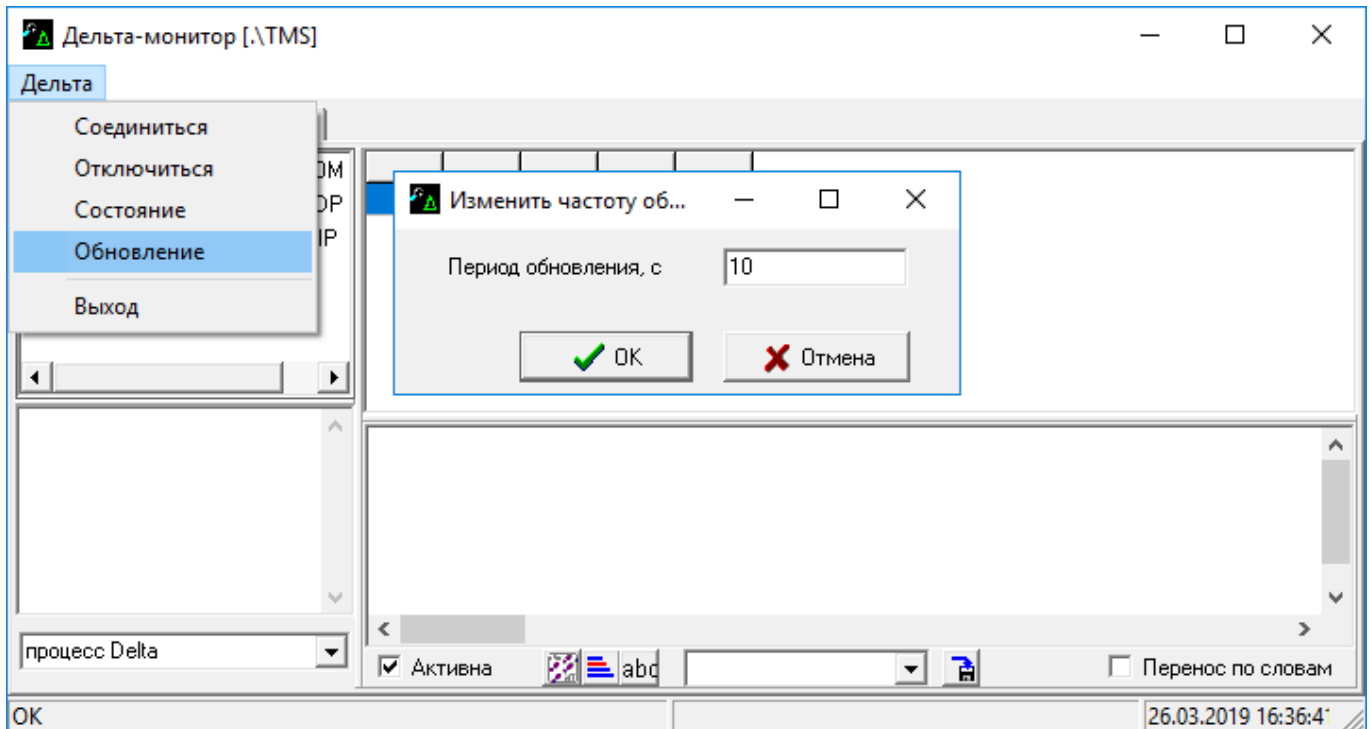 Дельта-монитор [.\TMS]
Дельта
Соединиться
Отключиться
Состояние
Обновление
Выход
Изменить частоту об...
Период обновления, с
10
OK
Отмена
процесс Delta
Активна
abc
Перенос по словам
OK
26.03.2019 16:36:4